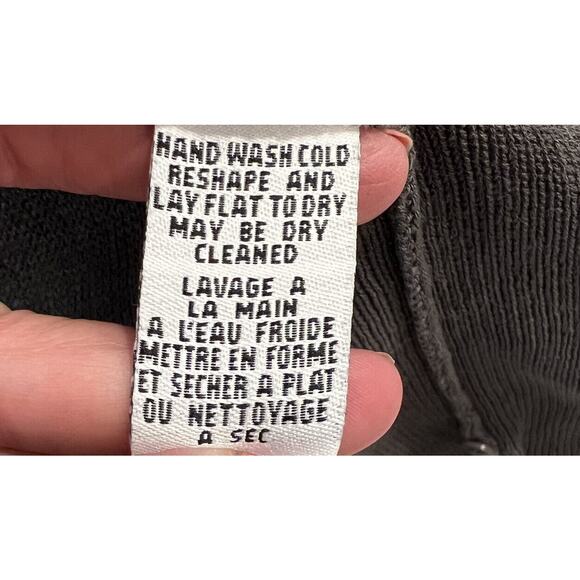 HAND WASH COLD
RESHAPE AND
LAY FLAT TO DRY
MAY BE DRY
CLEANED
LAVAGE A
LA MAIN
A L'EAU FROIDE
METTRE EN FORME
ET SECHER A PLAT
OU NETTOYAGE
A SEC